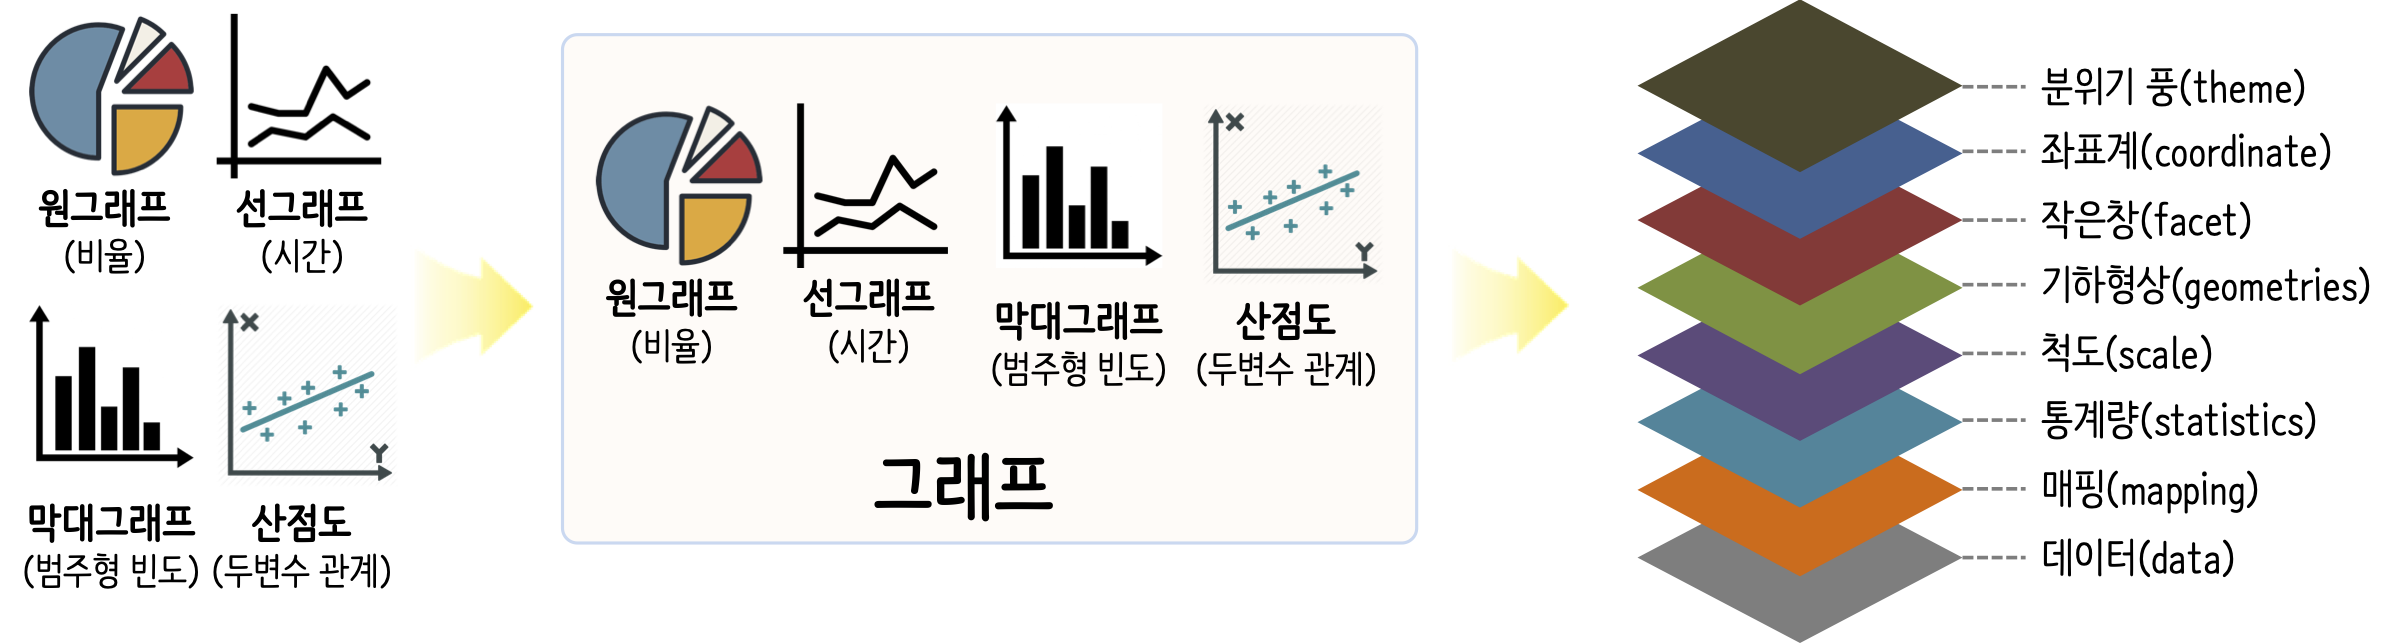 원그래프
(비율)
선그래프
(시간)
막대그래프
(범주형 빈도)
X
Y
산점도
(두변수 관계)
원그래프
(비율)
선그래프
(시간)
막대그래프
(범주형 빈도)
X
Y
산점도
(두변수 관계)
그래프
분위기 풍(theme)
좌표계(coordinate)
작은창(facet)
기하형상(geometries)
척도(scale)
통계량(statistics)
매핑(mapping)
데이터(data)